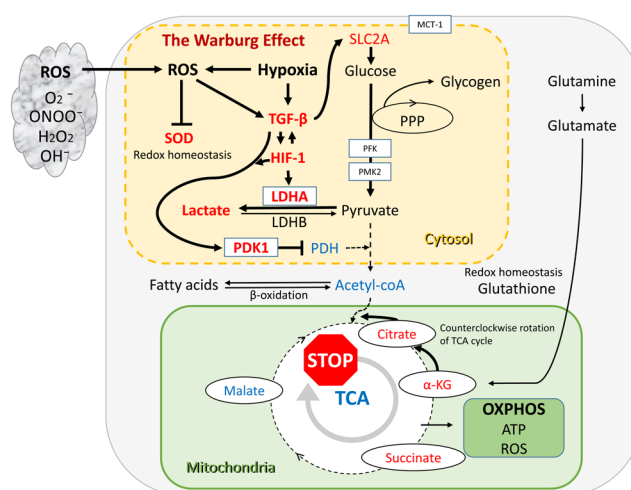 MCT-1
The Warburg Effect
SLC2A
ROS
ROS
Hypoxia
Glucose
Glycogen
Glutamine
O₂⁻
ONOO⁻
H₂O₂
OH⁻
TGF-β
PPP
Glutamate
SOD
Redox homeostasis
HIF-1
PFK
PMK2
LDHA
Lactate
LDHB
Pyruvate
PDK1
PDH
Cytosol
Fatty acids
β-oxidation
Acetyl-coA
Redox homeostasis
Glutathione
Citrate
Counterclockwise rotation
of TCA cycle
STOP
TCA
Malate
α-KG
OXPHOS
ATP
ROS
Succinate
Mitochondria